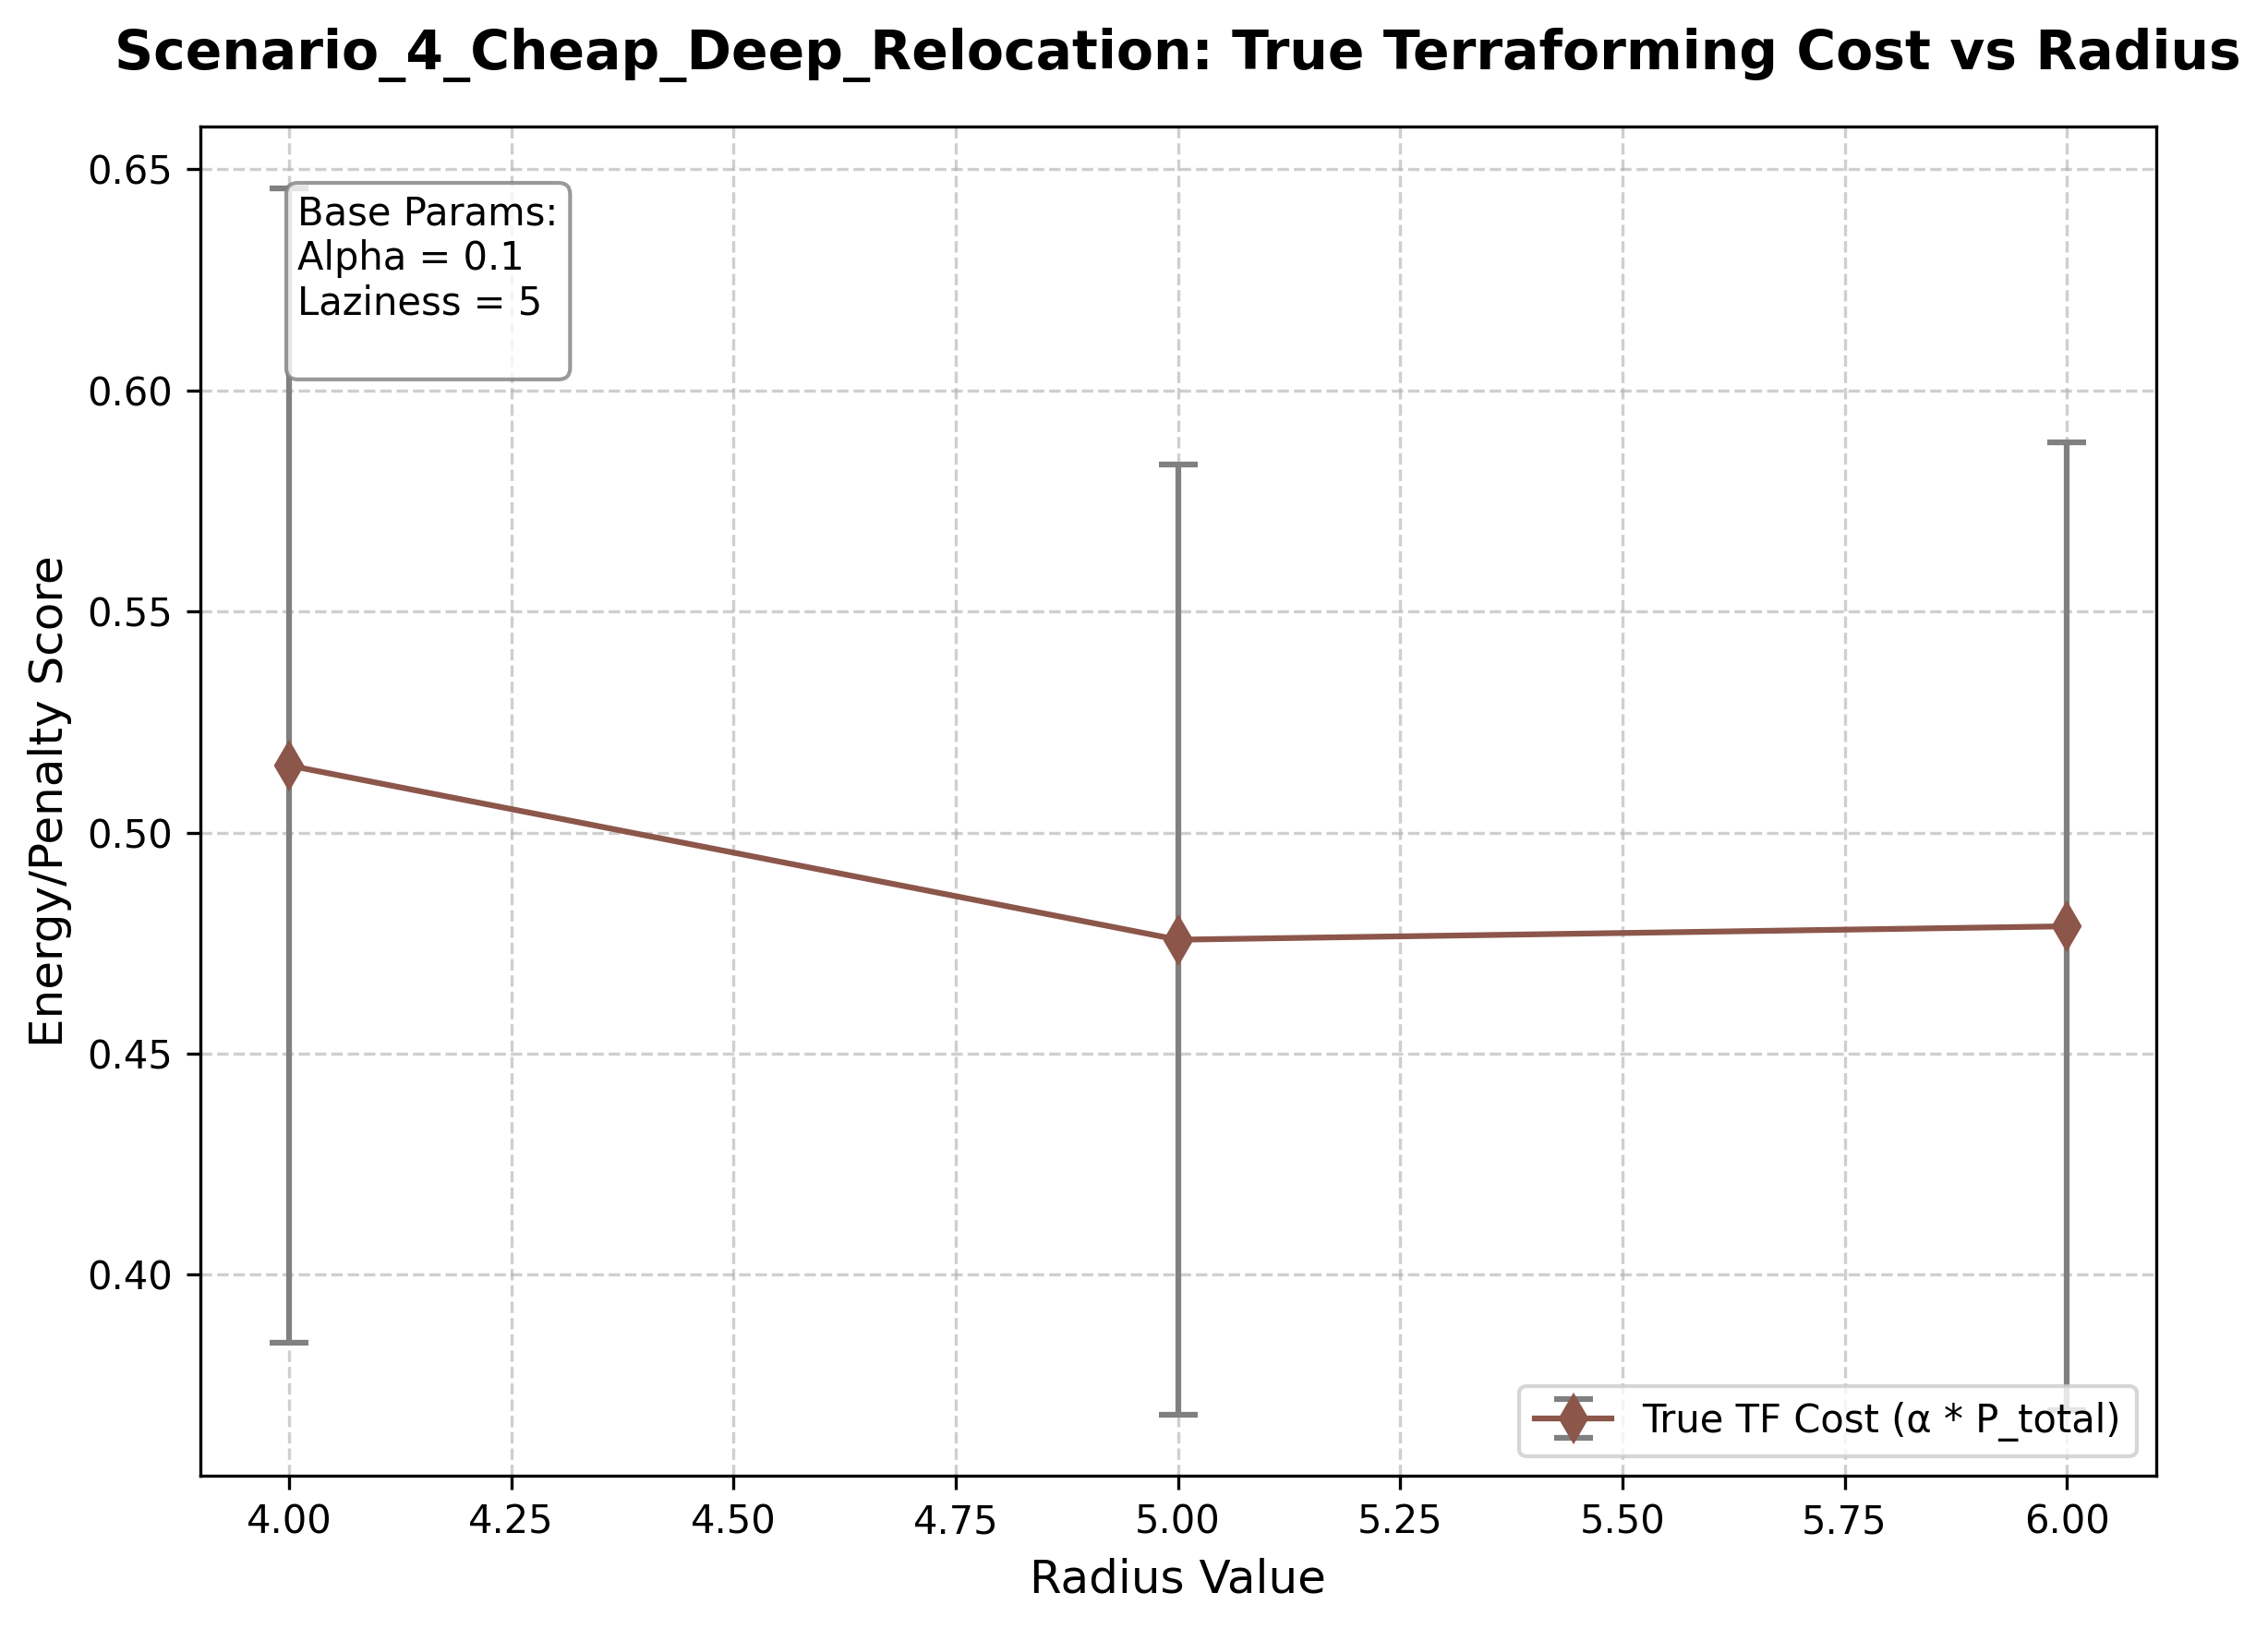 Scenario_4_Cheap_Deep_Relocation: True Terraforming Cost vs Radius
Energy/Penalty Score
0.65
0.60
0.55
0.50
0.45
0.40
Base Params:
Alpha = 0.1
Laziness = 5
True TF Cost (α * P_total)
4.00 4.25 4.50 4.75 5.00 5.25 5.50 5.75 6.00
Radius Value